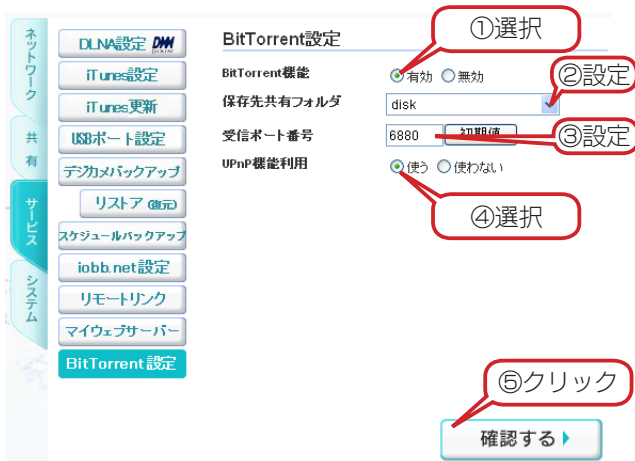 ネットワーク
共有
サービス
システム
DLNA設定 DiXiM
iTunes設定
iTunes更新
USBポート設定
デジカメバックアップ
リストア(復元)
スケジュールバックアップ
iobb.net設定
リモートリンク
マイウェブサーバー
BitTorrent設定
BitTorrent設定
①選択
BitTorrent機能
有効 無効
②設定
保存先共有フォルダ
disk
受信ポート番号
6880 初期値
③設定
UPnP機能利用
使う 使わない
④選択
⑤クリック
確認する